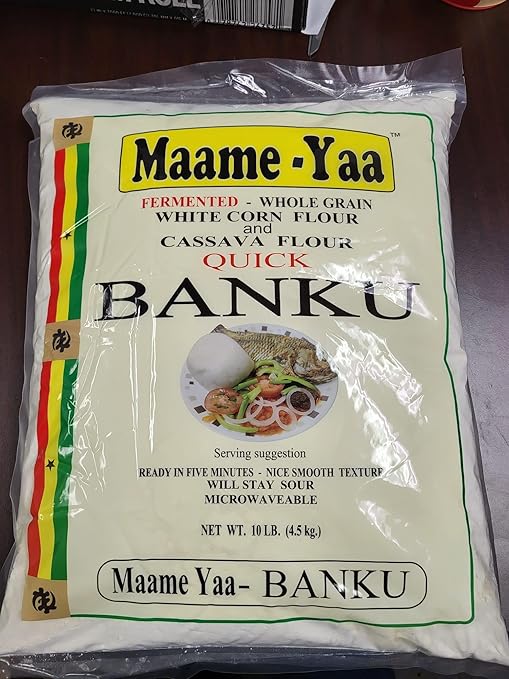 Maame-Yaa™
FERMENTED - WHOLE GRAIN
WHITE CORN FLOUR
and
CASSAVA FLOUR
QUICK
BANKU
Serving suggestion
READY IN FIVE MINUTES - NICE SMOOTH TEXTURE
WILL STAY SOUR
MICROWAVEABLE
NET WT. 10 LB. (4.5 kg.)
Maame Yaa- BANKU